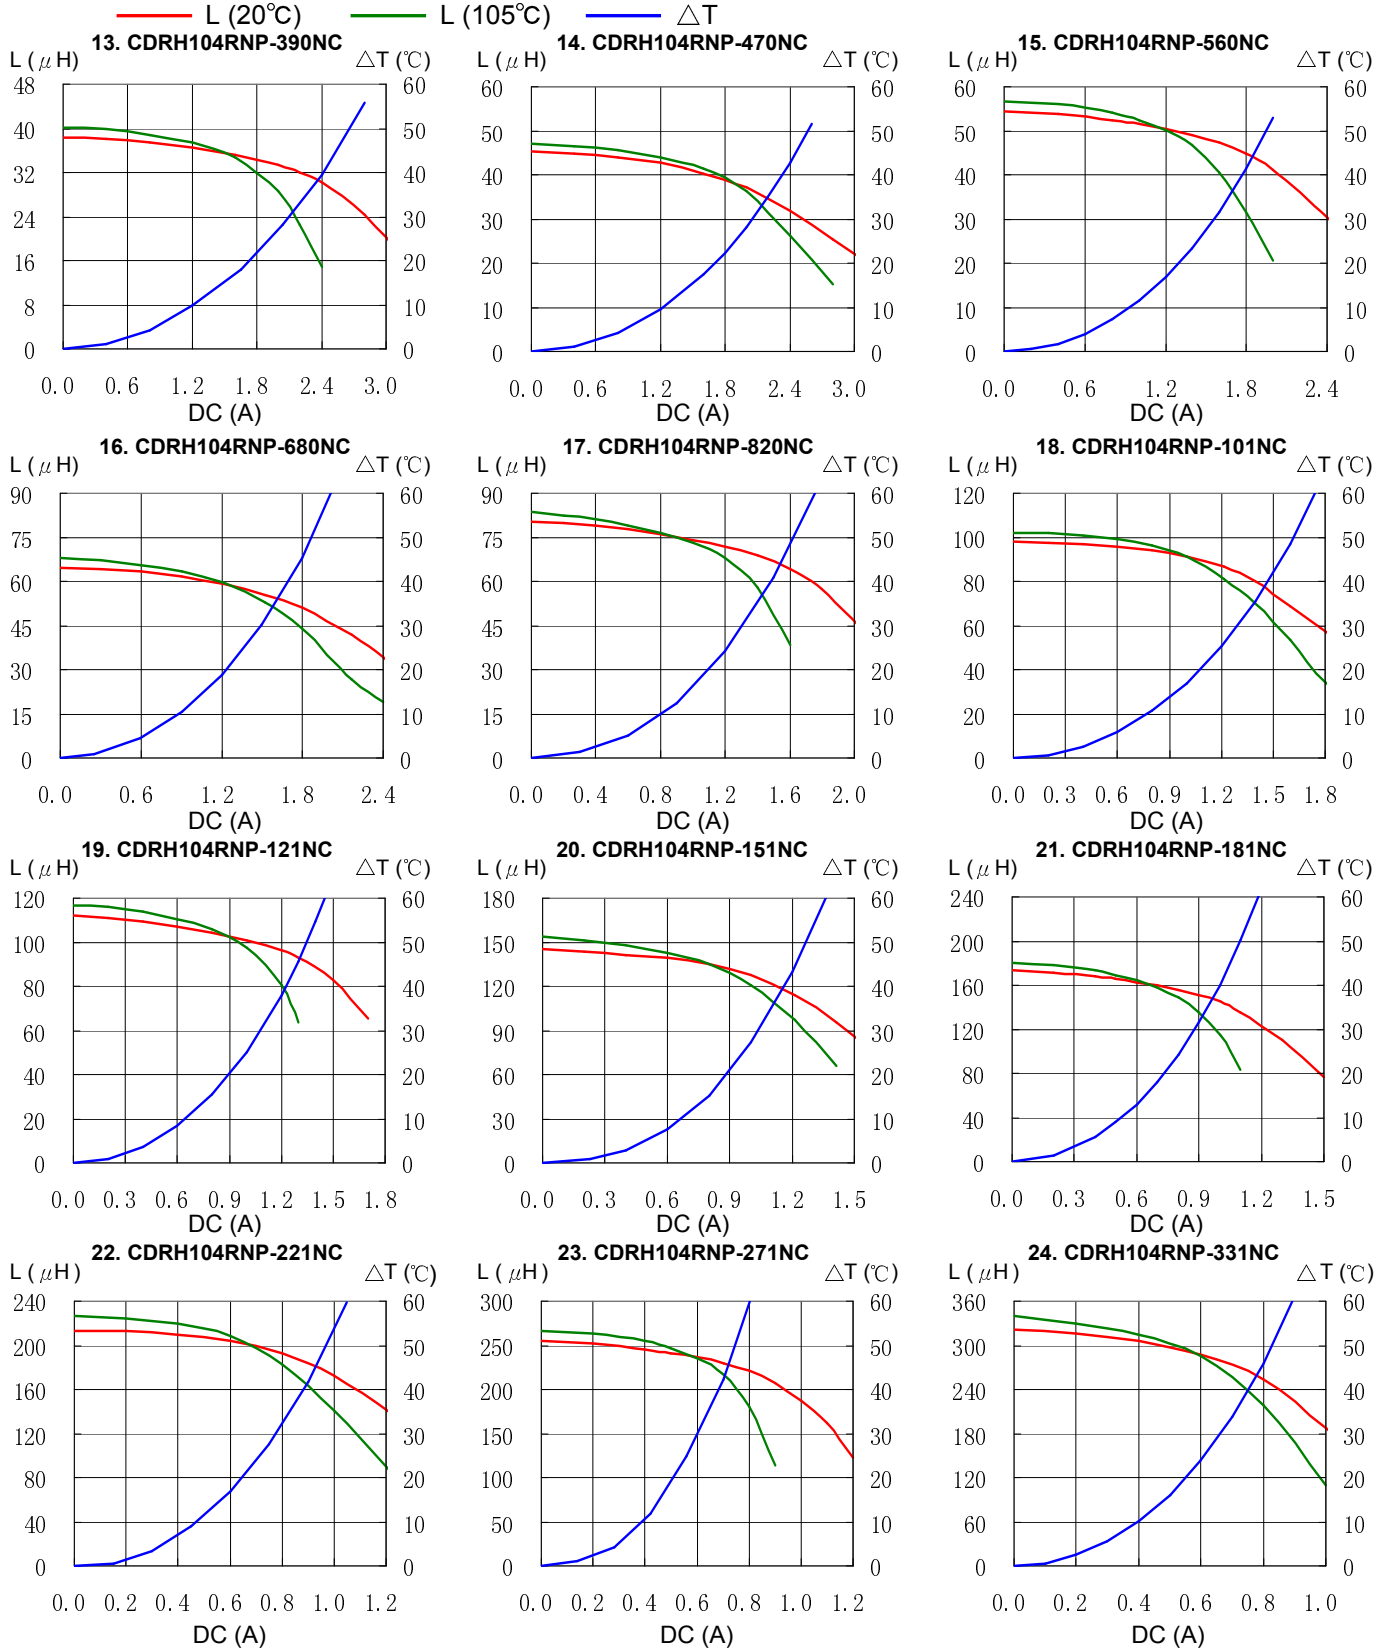 L (20℃) L (105℃) △T
13. CDRH104RNP-390NC 14. CDRH104RNP-470NC 15. CDRH104RNP-560NC
L (μH) △T (℃) L (μH) △T (℃) L (μH) △T (℃)
48 60 60 60 60 60
40 50 50 50 50 50
32 40 40 40 40 40
24 30 30 30 30 30
16 20 20 20 20 20
8 10 10 10 10 10
0 0 0 0 0 0
0.0 0.6 1.2 1.8 2.4 3.0 0.0 0.6 1.2 1.8 2.4 3.0 0.0 0.6 1.2 1.8 2.4
DC (A) DC (A) DC (A)
16. CDRH104RNP-680NC 17. CDRH104RNP-820NC 18. CDRH104RNP-101NC
L (μH) △T (℃) L (μH) △T (℃) L (μH) △T (℃)
90 60 90 60 120 60
75 50 75 50 100 50
60 40 60 40 80 40
45 30 45 30 60 30
30 20 30 20 40 20
15 10 15 10 20 10
0 0 0 0 0 0
0.0 0.6 1.2 1.8 2.4 0.0 0.4 0.8 1.2 1.6 2.0 0.0 0.3 0.6 0.9 1.2 1.5 1.8
DC (A) DC (A) DC (A)
19. CDRH104RNP-121NC 20. CDRH104RNP-151NC 21. CDRH104RNP-181NC
L (μH) △T (℃) L (μH) △T (℃) L (μH) △T (℃)
120 60 180 60 240 60
100 50 150 50 200 50
80 40 120 40 160 40
60 30 90 30 120 30
40 20 60 20 80 20
20 10 30 10 40 10
0 0 0 0 0 0
0.0 0.3 0.6 0.9 1.2 1.5 1.8 0.0 0.3 0.6 0.9 1.2 1.5 0.0 0.3 0.6 0.9 1.2 1.5
DC (A) DC (A) DC (A)
22. CDRH104RNP-221NC 23. CDRH104RNP-271NC 24. CDRH104RNP-331NC
L (μH) △T (℃) L (μH) △T (℃) L (μH) △T (℃)
240 60 300 60 360 60
200 50 250 50 300 50
160 40 200 40 240 40
120 30 150 30 180 30
80 20 100 20 120 20
40 10 50 10 60 10
0 0 0 0 0 0
0.0 0.2 0.4 0.6 0.8 1.0 1.2 0.0 0.2 0.4 0.6 0.8 1.0 1.2 0.0 0.2 0.4 0.6 0.8 1.0
DC (A) DC (A) DC (A)